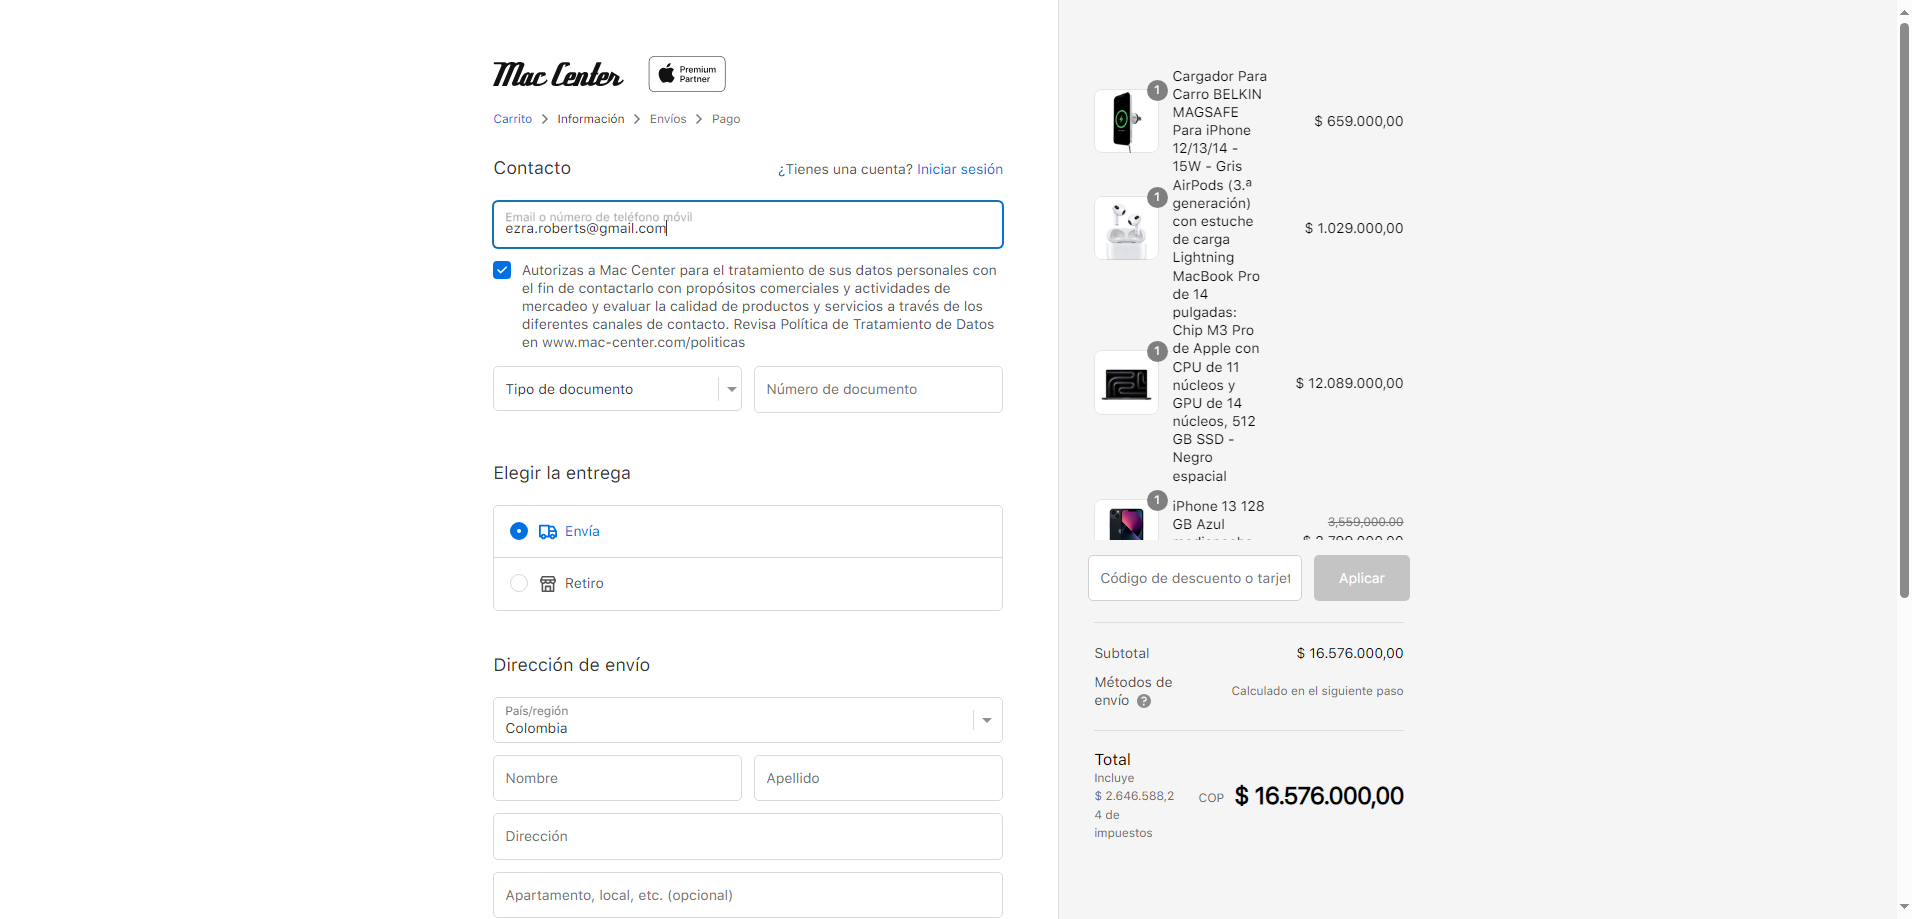 Mac Center
Premium
Partner
Carrito > Información > Envíos > Pago
Contacto
¿Tienes una cuenta? Iniciar sesión
Email o número de teléfono móvil
ezra.roberts@gmail.com
Autorizas a Mac Center para el tratamiento de sus datos personales con
el fin de contactarlo con propósitos comerciales y actividades de
mercadeo y evaluar la calidad de productos y servicios a través de los
diferentes canales de contacto. Revisa Política de Tratamiento de Datos
en www.mac-center.com/politicas
Tipo de documento
Número de documento
Elegir la entrega
Envía
Retiro
Dirección de envío
País/región
Colombia
Nombre
Apellido
Dirección
Apartamento, local, etc. (opcional)
1
Cargador Para
Carro BELKIN
MAGSAFE
Para iPhone
12/13/14 -
15W - Gris
$ 659.000,00
1
AirPods (3.ª
generación)
con estuche
de carga
Lightning
$ 1.029.000,00
1
MacBook Pro
de 14
pulgadas:
Chip M3 Pro
de Apple con
CPU de 11
núcleos y
GPU de 14
núcleos, 512
GB SSD -
Negro
espacial
$ 12.089.000,00
1
iPhone 13 128
GB Azul
medianoche
3,559,000.00
$ 2.799.000,00
Código de descuento o tarjet
Aplicar
Subtotal
$ 16.576.000,00
Métodos de
envío ?
Calculado en el siguiente paso
Total
Incluye
$ 2.646.588,2
4 de
impuestos
COP $ 16.576.000,00